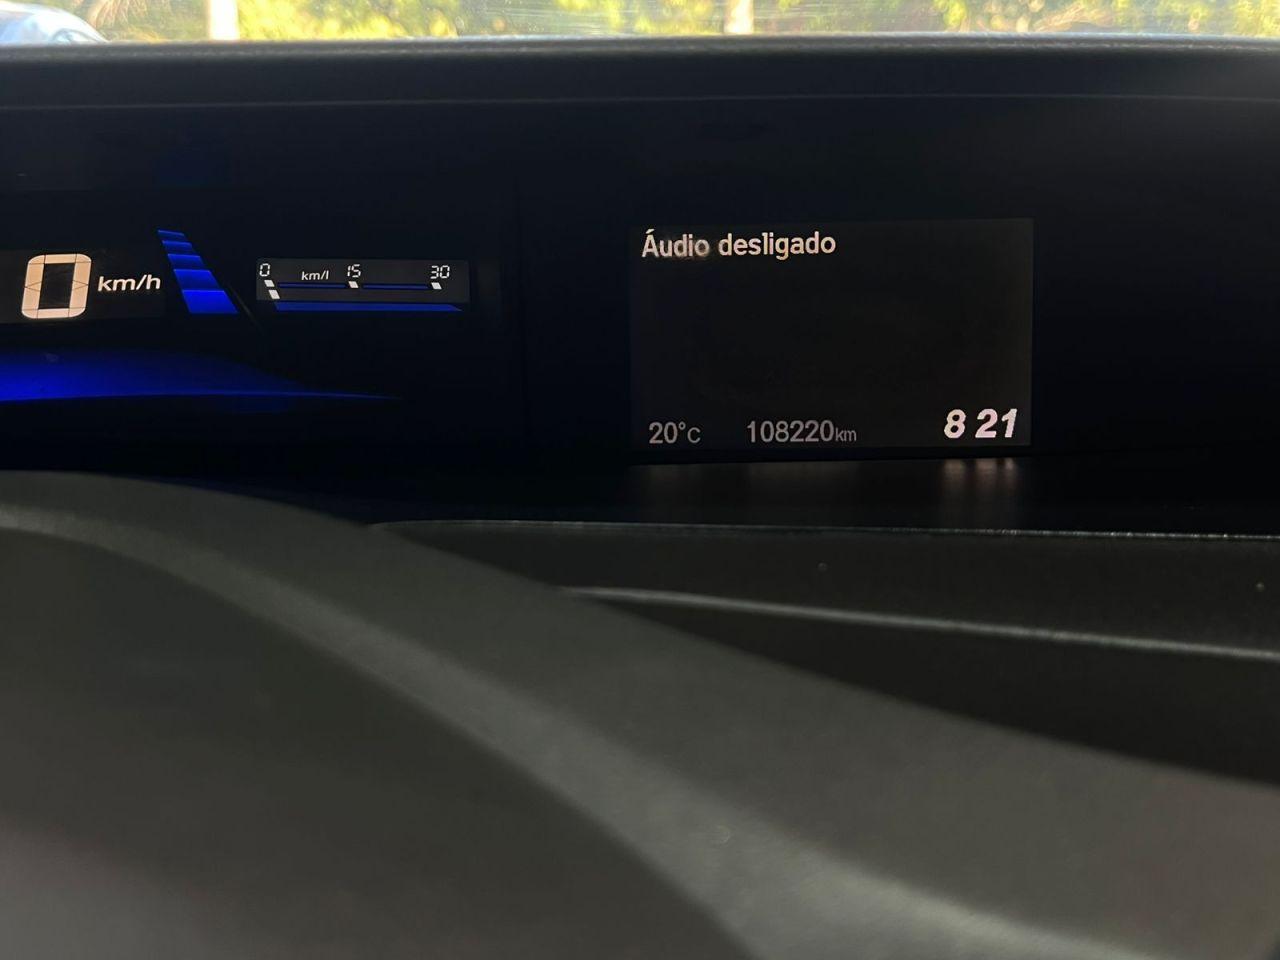 Áudio desligado
0 km/h
0 km/l 15 30
20°C 108220km 8 21